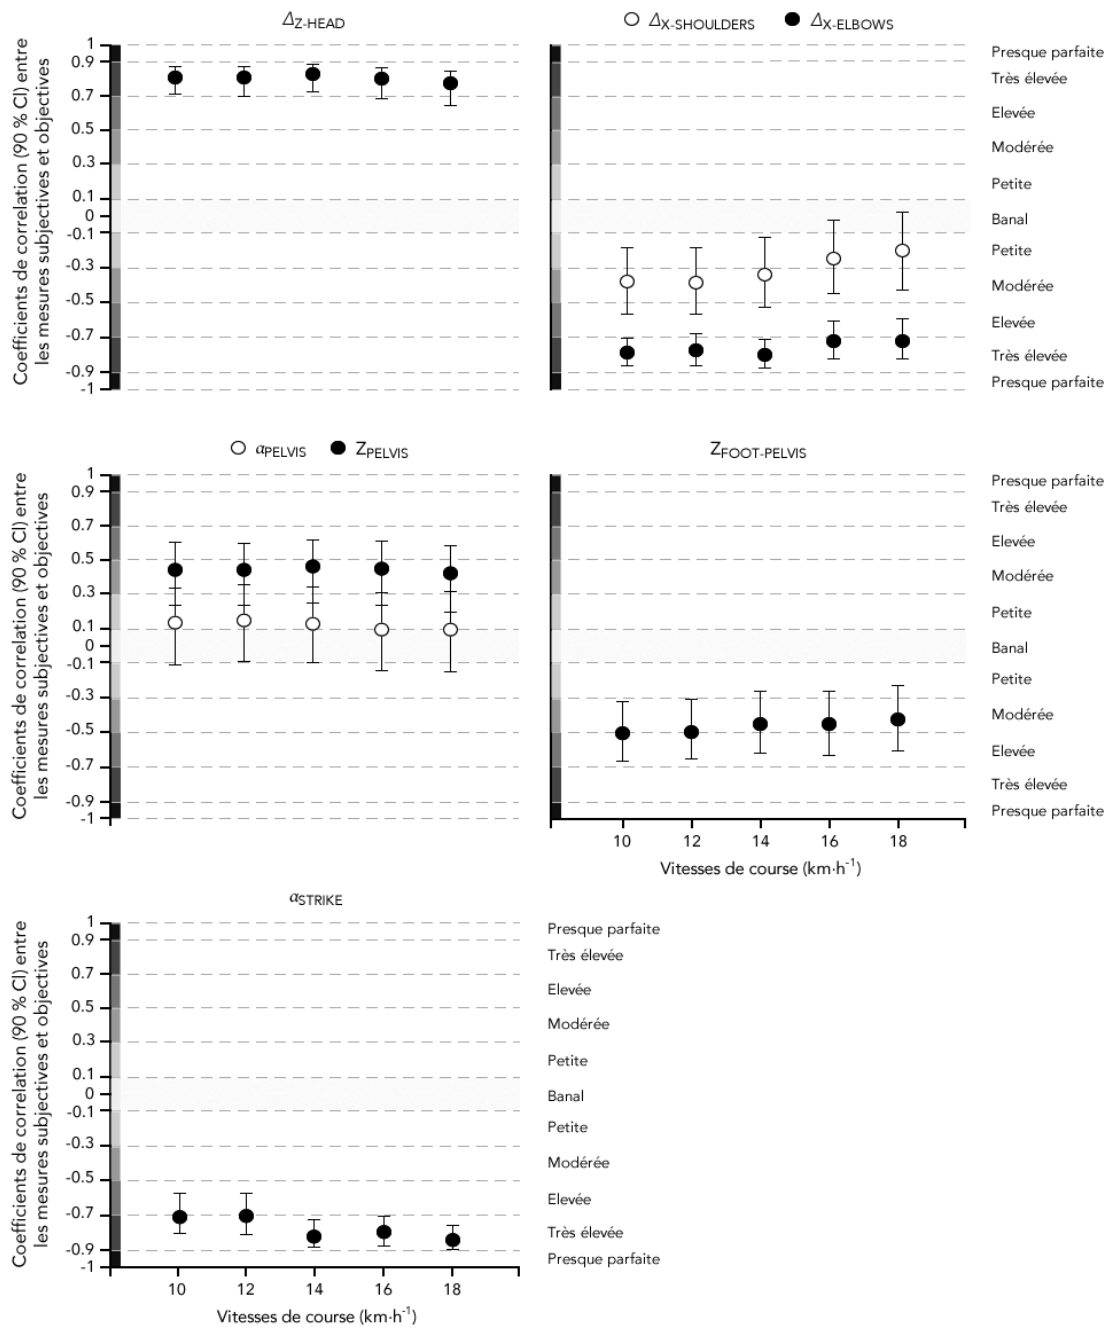 ΔZ-HEAD
ΔX-SHOULDERS ΔX-ELBOWS
Coefficients de correlation (90 % CI) entre
les mesures subjectives et objectives
1
0.9
0.7
0.5
0.3
0.1
0
-0.1
-0.3
-0.5
-0.7
-0.9
-1
Presque parfaite
Très élevée
Elevée
Modérée
Petite
Banal
Petite
Modérée
Elevée
Très élevée
Presque parfaite
αPELVIS ZPELVIS
ZFOOT-PELVIS
Coefficients de correlation (90 % CI) entre
les mesures subjectives et objectives
1
0.9
0.7
0.5
0.3
0.1
0
-0.1
-0.3
-0.5
-0.7
-0.9
-1
Presque parfaite
Très élevée
Elevée
Modérée
Petite
Banal
Petite
Modérée
Elevée
Très élevée
Presque parfaite
10 12 14 16 18
Vitesses de course (km·h-1)
αSTRIKE
Coefficients de correlation (90 % CI) entre
les mesures subjectives et objectives
1
0.9
0.7
0.5
0.3
0.1
0
-0.1
-0.3
-0.5
-0.7
-0.9
-1
Presque parfaite
Très élevée
Elevée
Modérée
Petite
Banal
Petite
Modérée
Elevée
Très élevée
Presque parfaite
10 12 14 16 18
Vitesses de course (km·h-1)